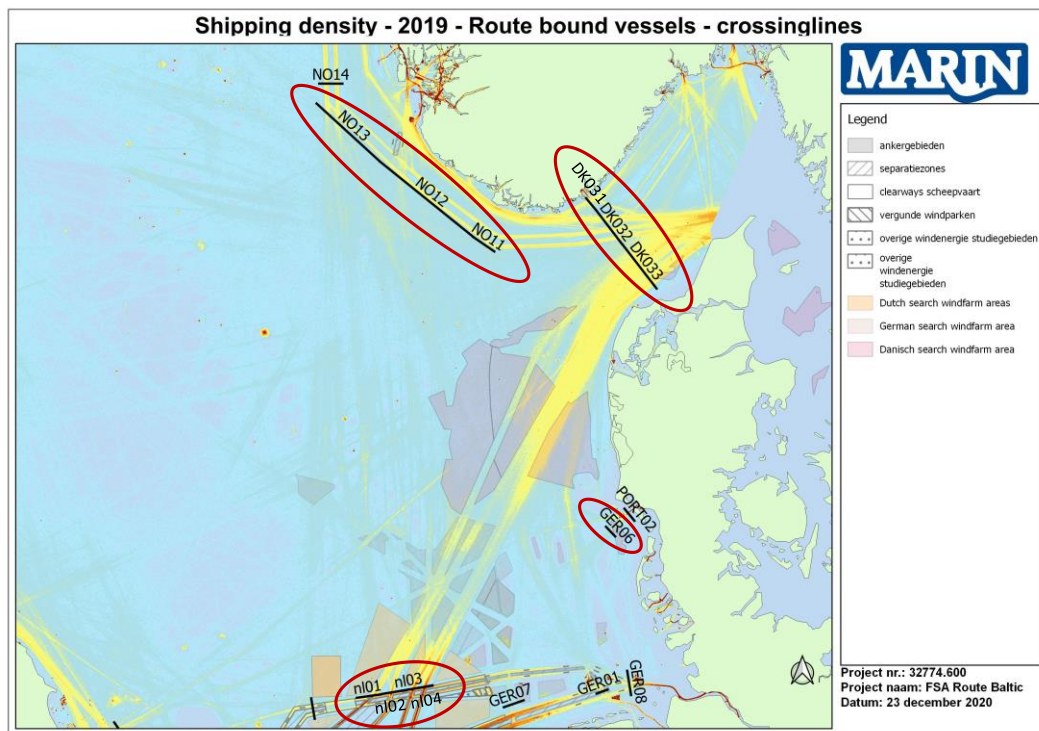 Shipping density - 2019 - Route bound vessels - crossinglines
MARIN
NO14
NO13
NO12
NO11
DK031
DK032
DK033
PORT02
GER06
nl01 nl03
nl02 nl04
GER07
GER01
GER08
Legend
ankergebieden
separatiezones
clearways scheepvaart
vergunde windparken
overige windenergie studiegebieden
overige
windenergie
studiegebieden
Dutch search windfarm areas
German search windfarm area
Danisch search windfarm area
Project nr.: 32774.600
Project naam: FSA Route Baltic
Datum: 23 december 2020